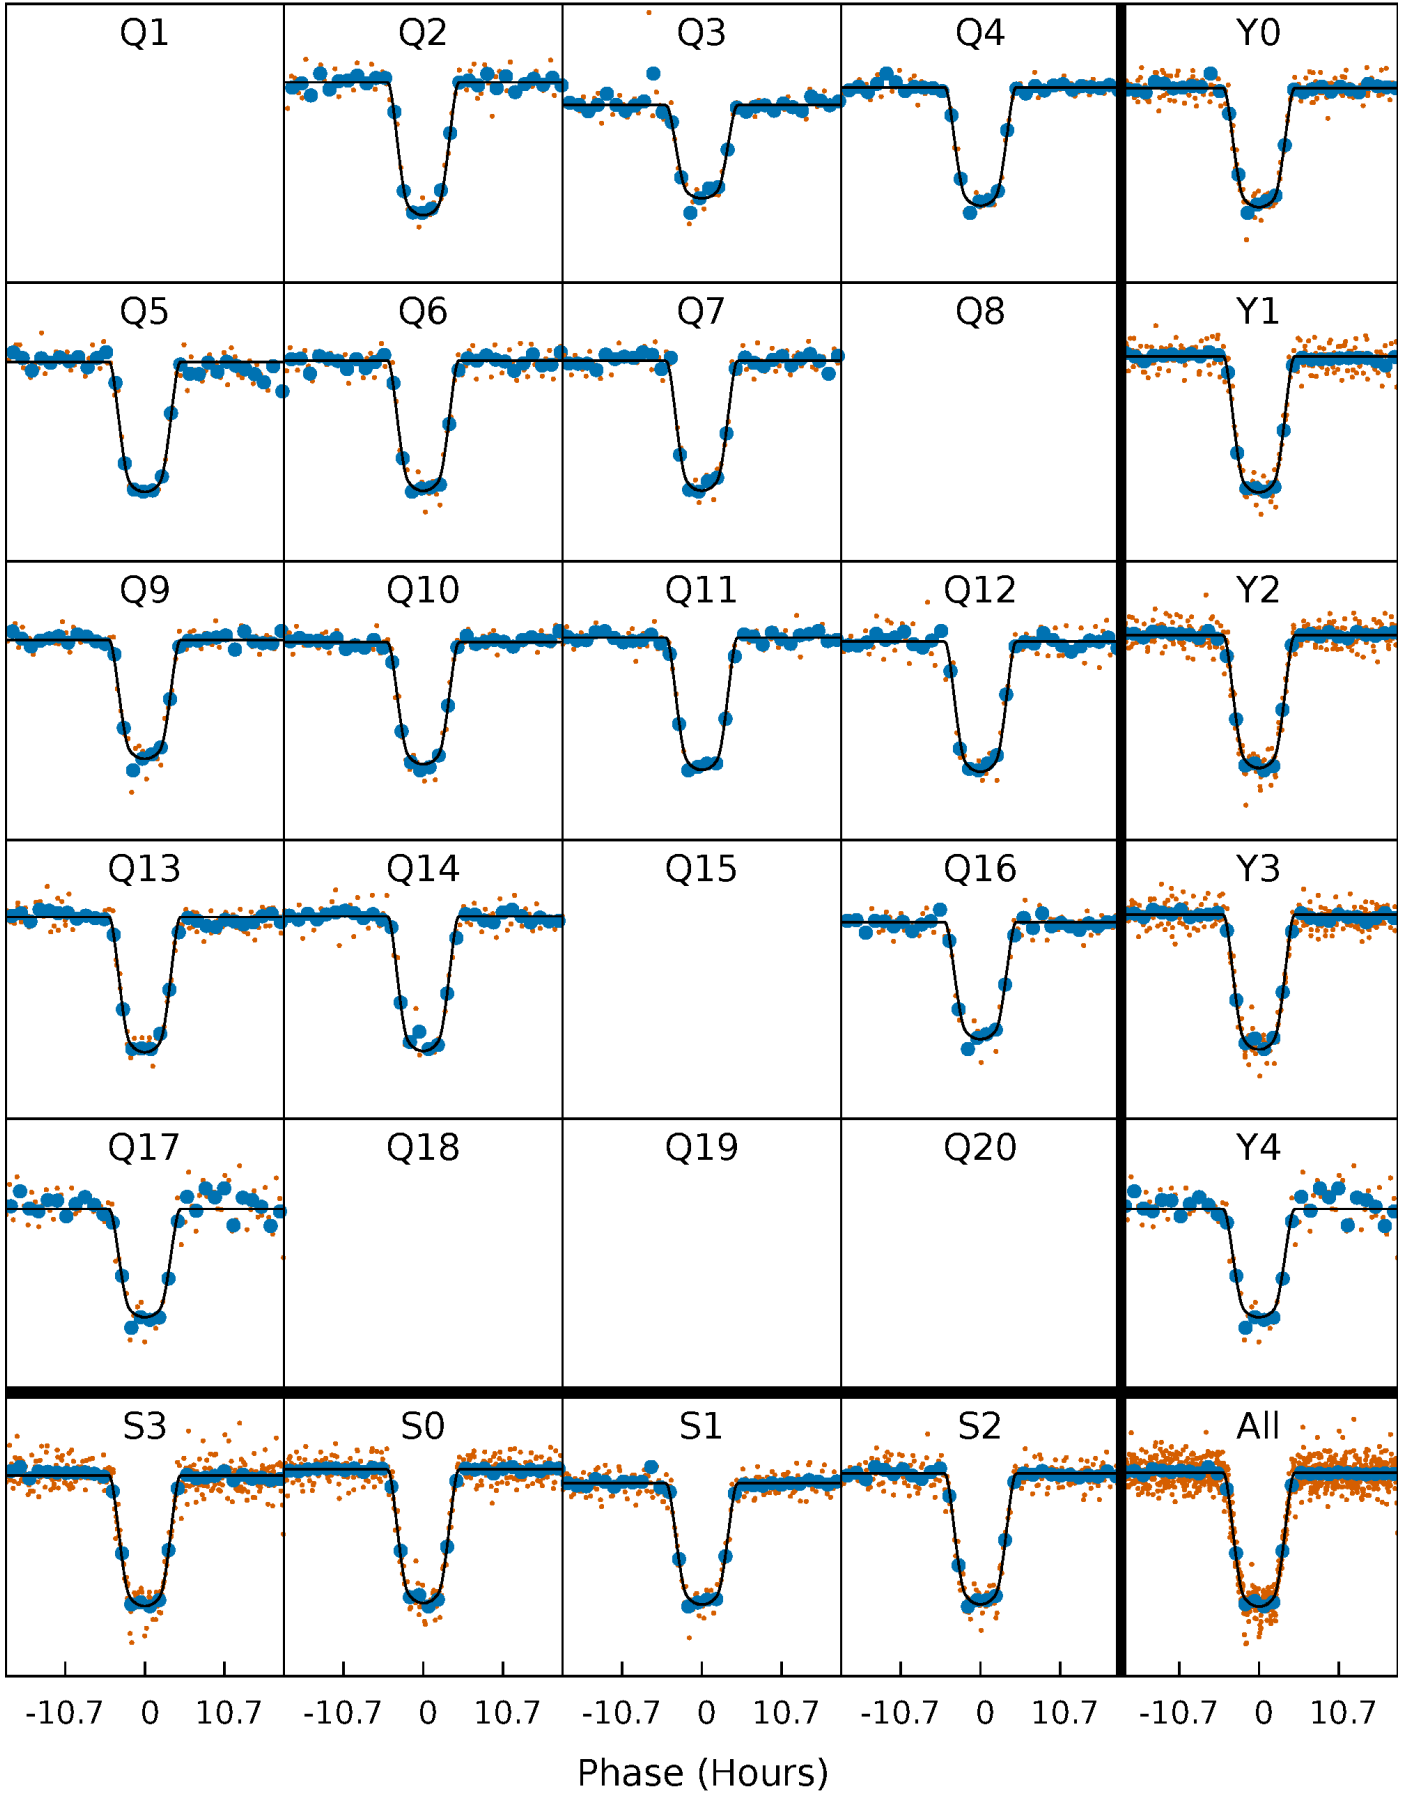 Q1 Q2 Q3 Q4 Y0
Q5 Q6 Q7 Q8 Y1
Q9 Q10 Q11 Q12 Y2
Q13 Q14 Q15 Q16 Y3
Q17 Q18 Q19 Q20 Y4
S3 S0 S1 S2 All
-10.7 0 10.7 -10.7 0 10.7 -10.7 0 10.7 -10.7 0 10.7 -10.7 0 10.7
Phase (Hours)